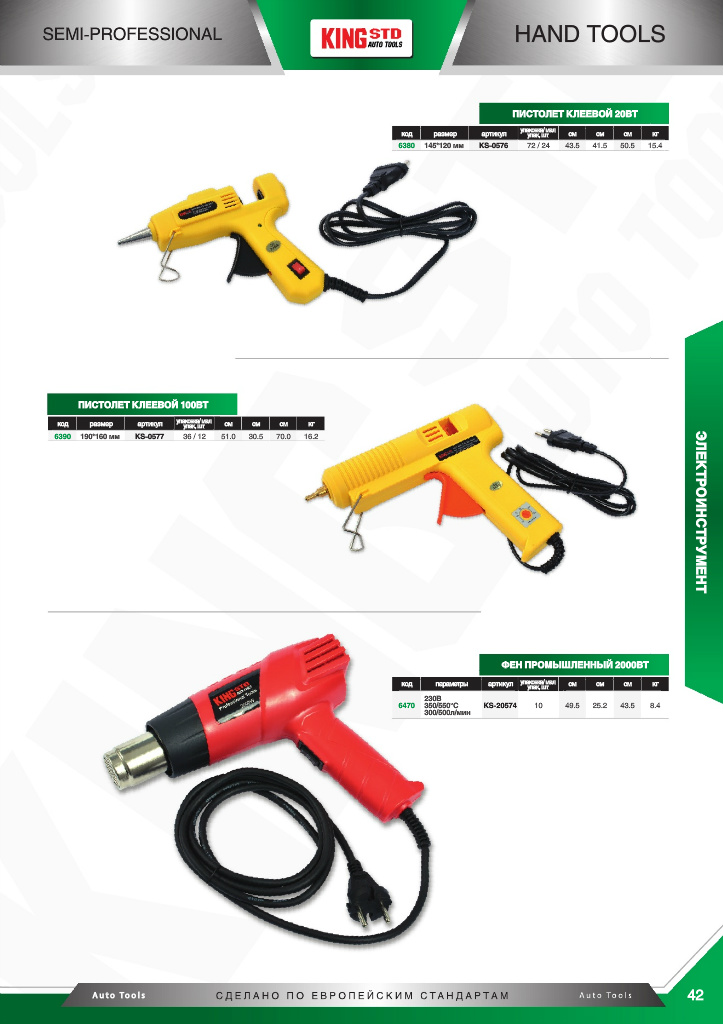 SEMI-PROFESSIONAL
KING STD
AUTO TOOLS
HAND TOOLS
ПИСТОЛЕТ КЛЕЕВОЙ 20ВТ
код размер артикул упаковка/ мал упак, шт см см см кг
6380 145*120 мм KS-0576 72 / 24 43.5 41.5 50.5 15.4
ПИСТОЛЕТ КЛЕЕВОЙ 100ВТ
код размер артикул упаковка/ мал упак, шт см см см кг
6390 190*160 мм KS-0577 36 / 12 51.0 30.5 70.0 16.2
ЭЛЕКТРОИНСТРУМЕНТ
ФЕН ПРОМЫШЛЕННЫЙ 2000ВТ
код параметры артикул упаковка/ мал упак, шт см см см кг
230В
6470 350/550°С KS-20574 10 49.5 25.2 43.5 8.4
300/500л/мин
KING STD
Professional Tools
2000W
Auto Tools
СДЕЛАНО ПО ЕВРОПЕЙСКИМ СТАНДАРТАМ
Auto Tools
42